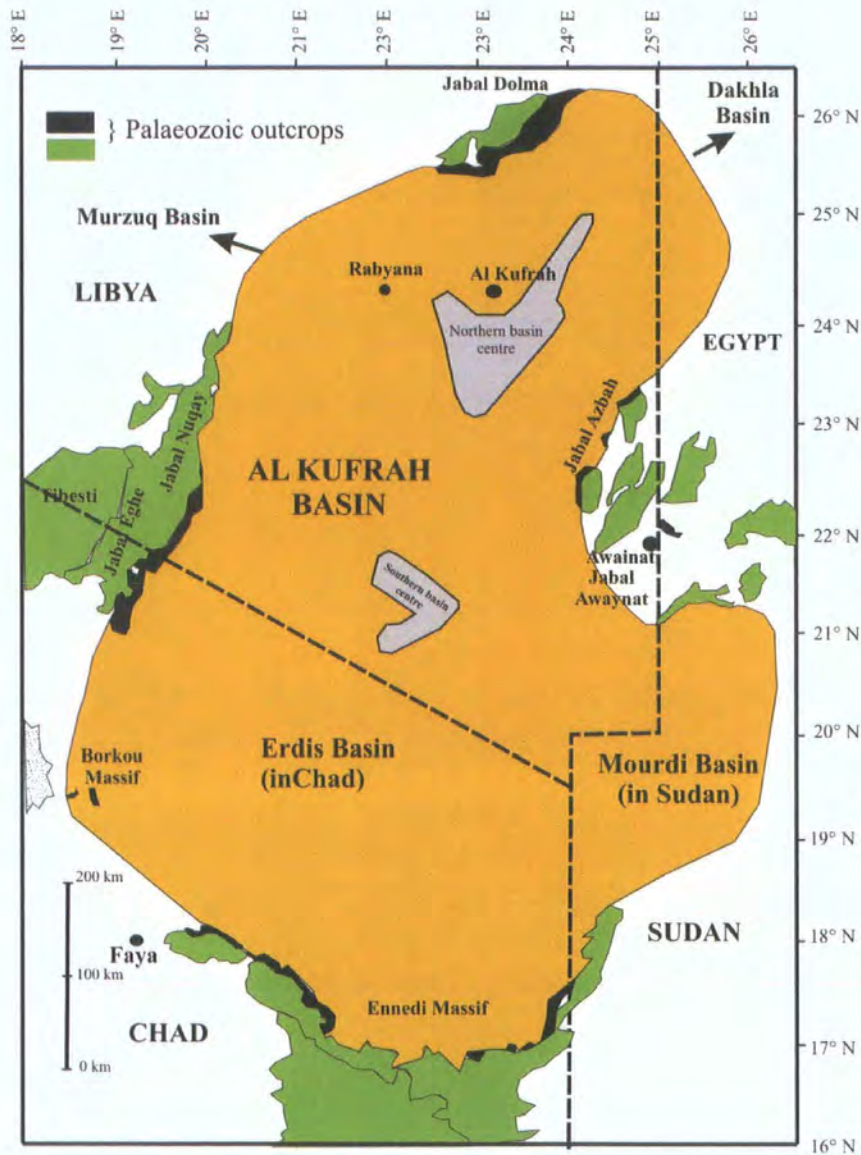 18° E
19° E
20° E
23° E
23° E
24° E
25° E
26° E
Jabal Dolma
Dakhla
Basin
} Palaeozoic outcrops
26° N
Murzuq Basin
25° N
Rabyana
Al Kufrah
LIBYA
24° N
Northern basin
centre
EGYPT
Jabal Nuqay
Jabal Azbah
23° N
AL KUFRAH
BASIN
Tibesti
Jabal Eghe
22° N
Awainat
Jabal
Awaynat
Southern basin
centre
21° N
20° N
Erdis Basin
(inChad)
Borkou
Massif
Mourdi Basin
(in Sudan)
19° N
200 km
SUDAN
18° N
Faya
100 km
Ennedi Massif
CHAD
17° N
0 km
16° N